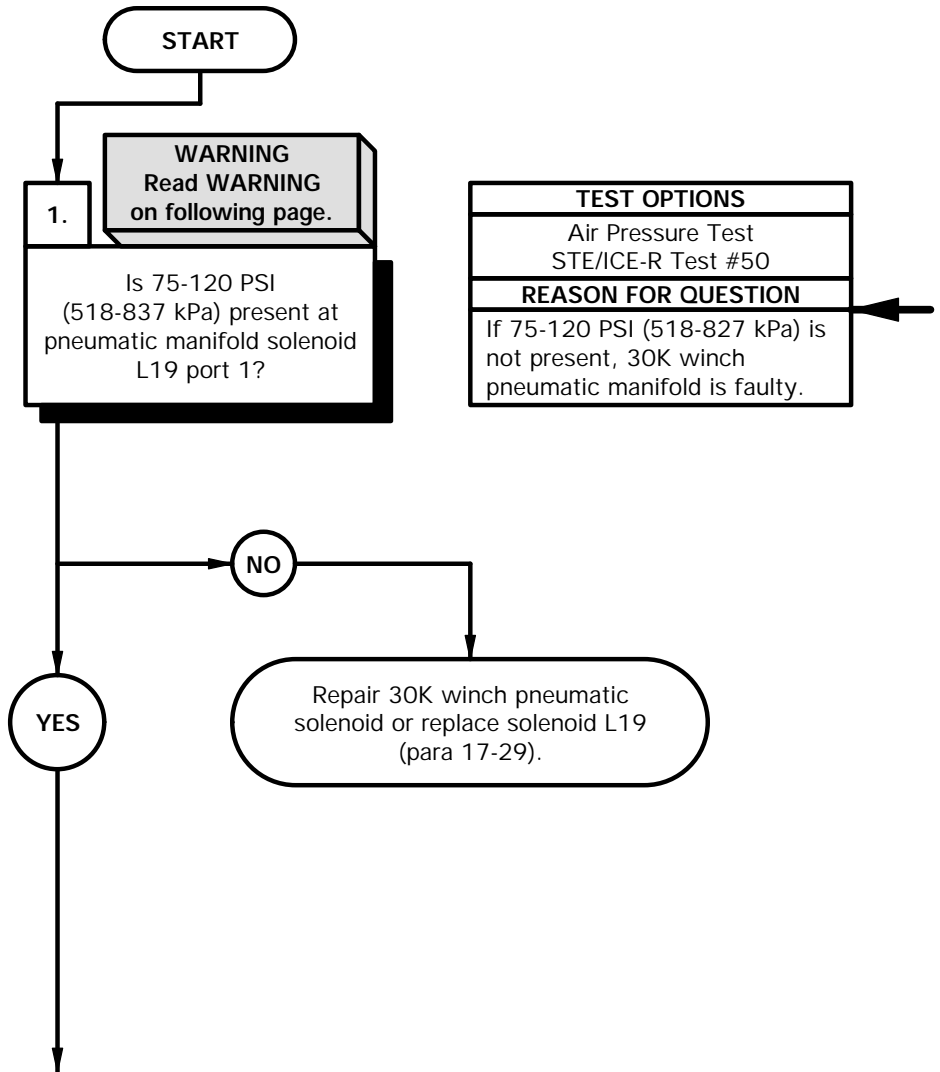 START
WARNING
Read WARNING
on following page.
1.
Is 75-120 PSI
(518-837 kPa) present at
pneumatic manifold solenoid
L19 port 1?
TEST OPTIONS
Air Pressure Test
STE/ICE-R Test #50
REASON FOR QUESTION
If 75-120 PSI (518-827 kPa) is
not present, 30K winch
pneumatic manifold is faulty.
NO
YES
Repair 30K winch pneumatic
solenoid or replace solenoid L19
(para 17-29).